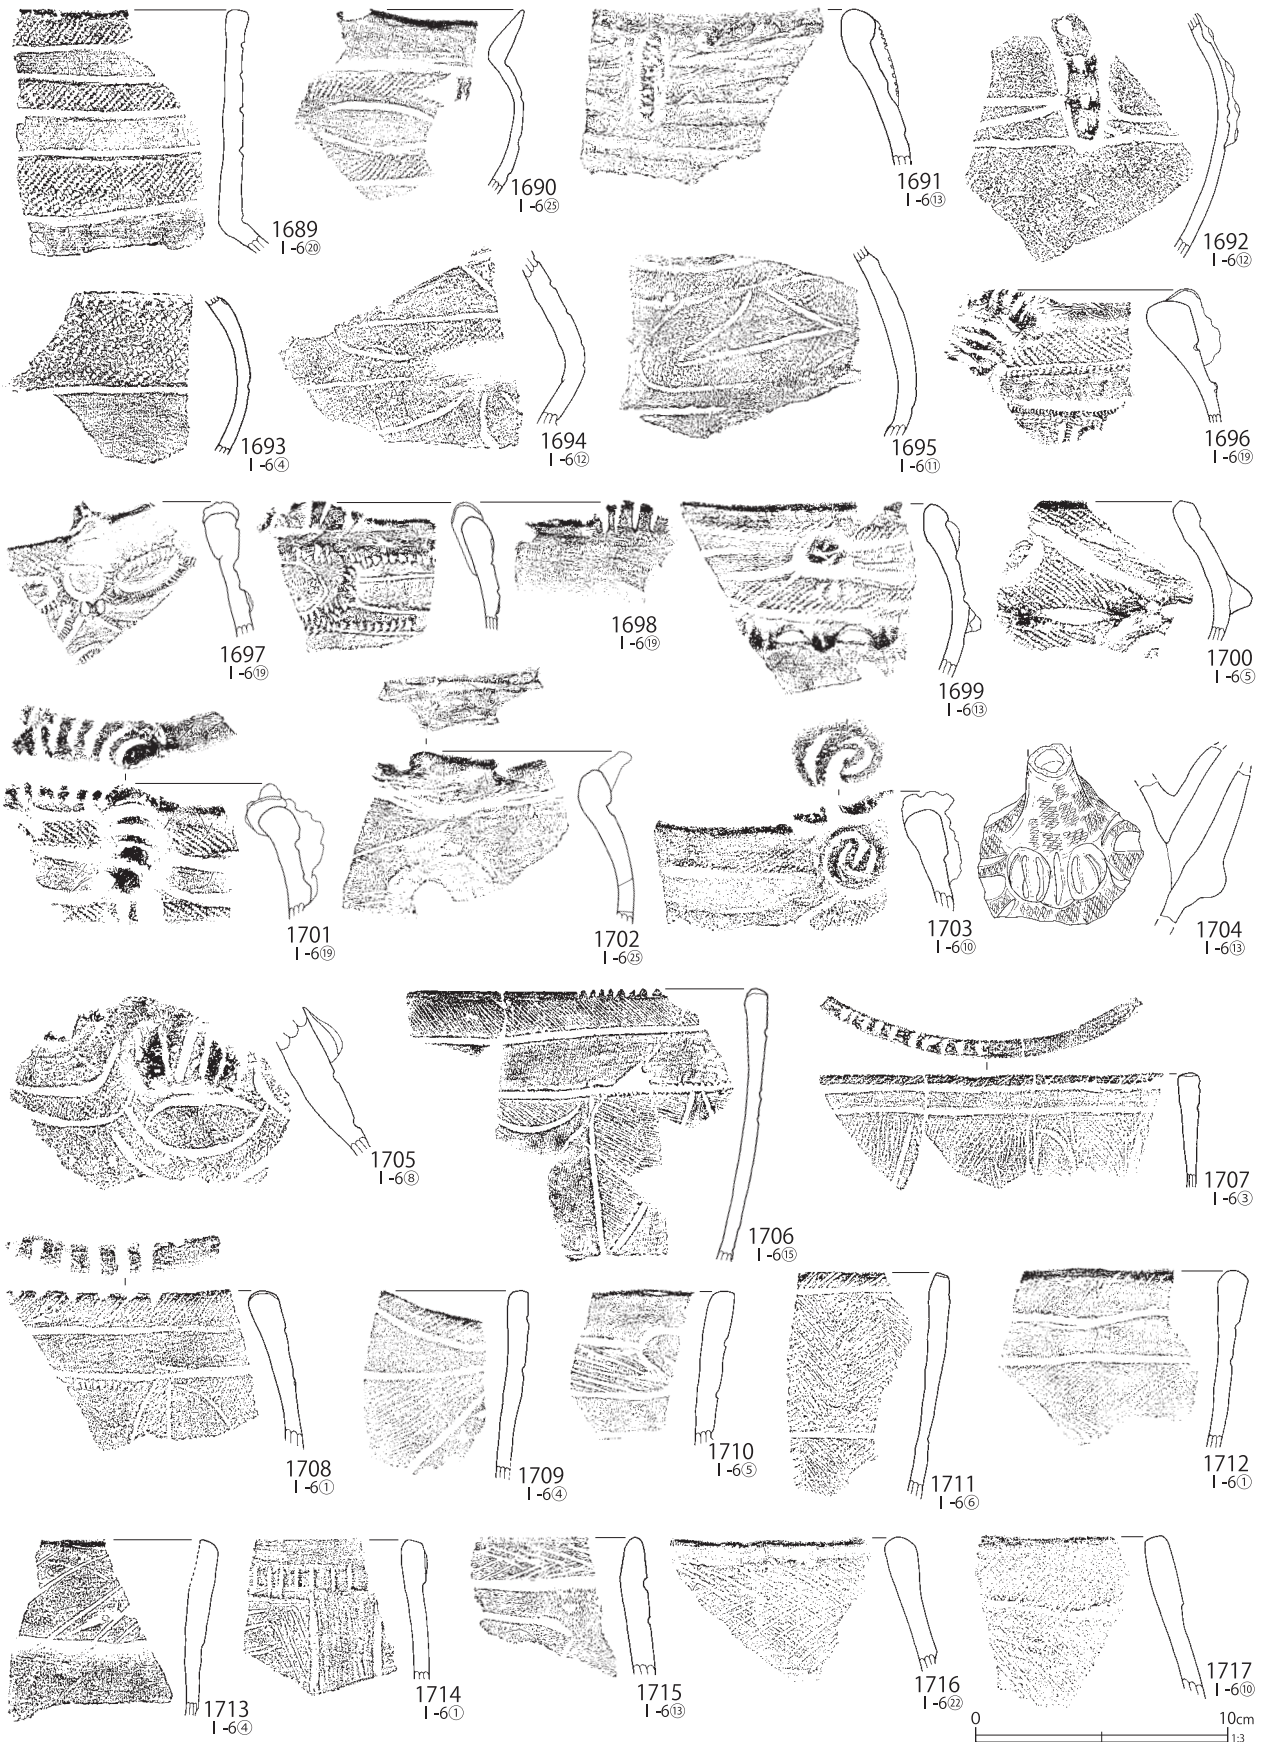 1689
I -6⑳
1690
I -6㉕
1691
I -6⑬
1692
I -6⑫
1693
I -6④
1694
I -6⑫
1695
I -6⑪
1696
I -6⑲
1697
I -6⑲
1698
I -6⑲
1699
I -6⑬
1700
I -6⑤
1701
I -6⑲
1702
I -6㉕
1703
I -6⑩
1704
I -6⑬
1705
I -6⑧
1706
I -6⑮
1707
I -6③
1708
I -6①
1709
I -6④
1710
I -6⑤
1711
I -6⑥
1712
I -6①
1713
I -6④
1714
I -6①
1715
I -6⑬
1716
I -6㉒
1717
I -6⑩
0 10cm
1:3